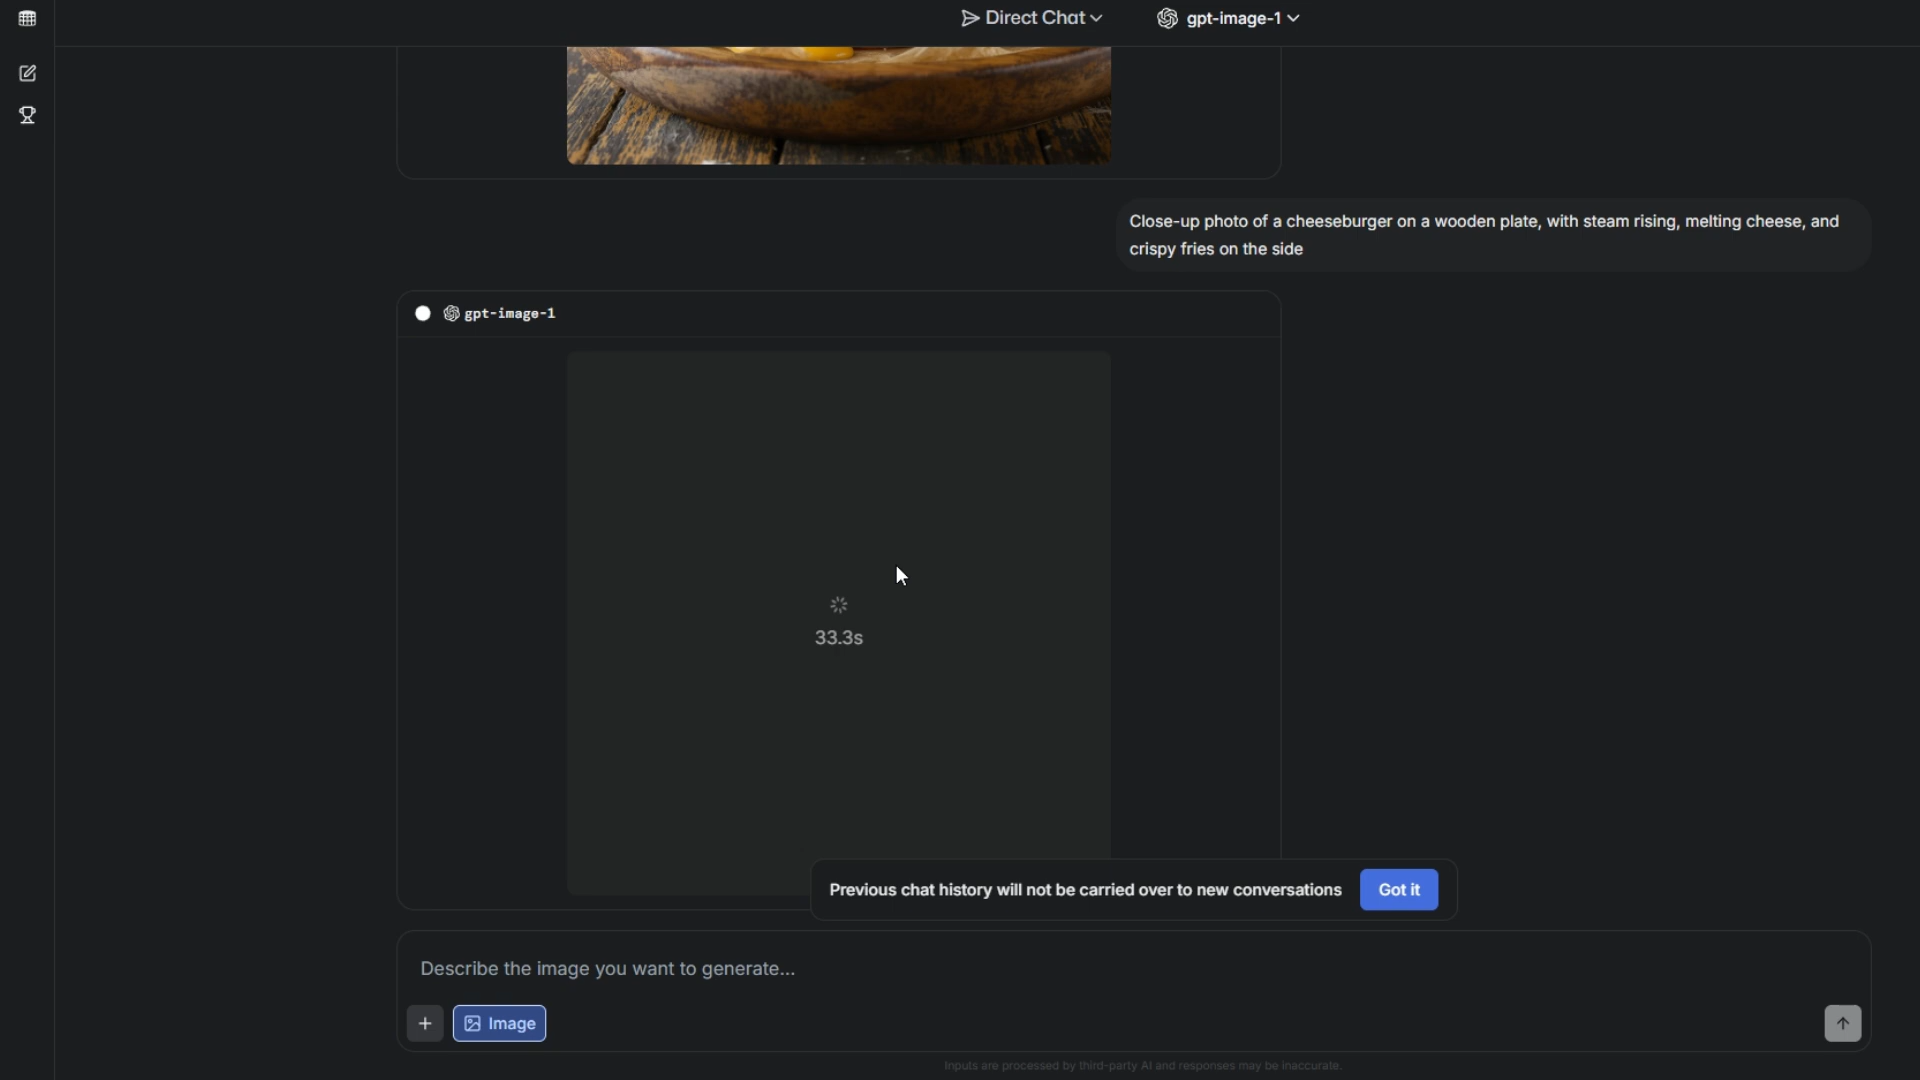 Direct Chat
gpt-image-1
Close-up photo of a cheeseburger on a wooden plate, with steam rising, melting cheese, and
crispy fries on the side
gpt-image-1
33.3s
Previous chat history will not be carried over to new conversations
Got it
Describe the image you want to generate...
Image
Inputs are processed by third-party AI and responses may be inaccurate.